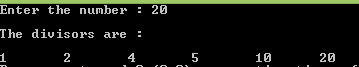 Enter the number : 20
The divisors are :
1 2 4 5 10 20